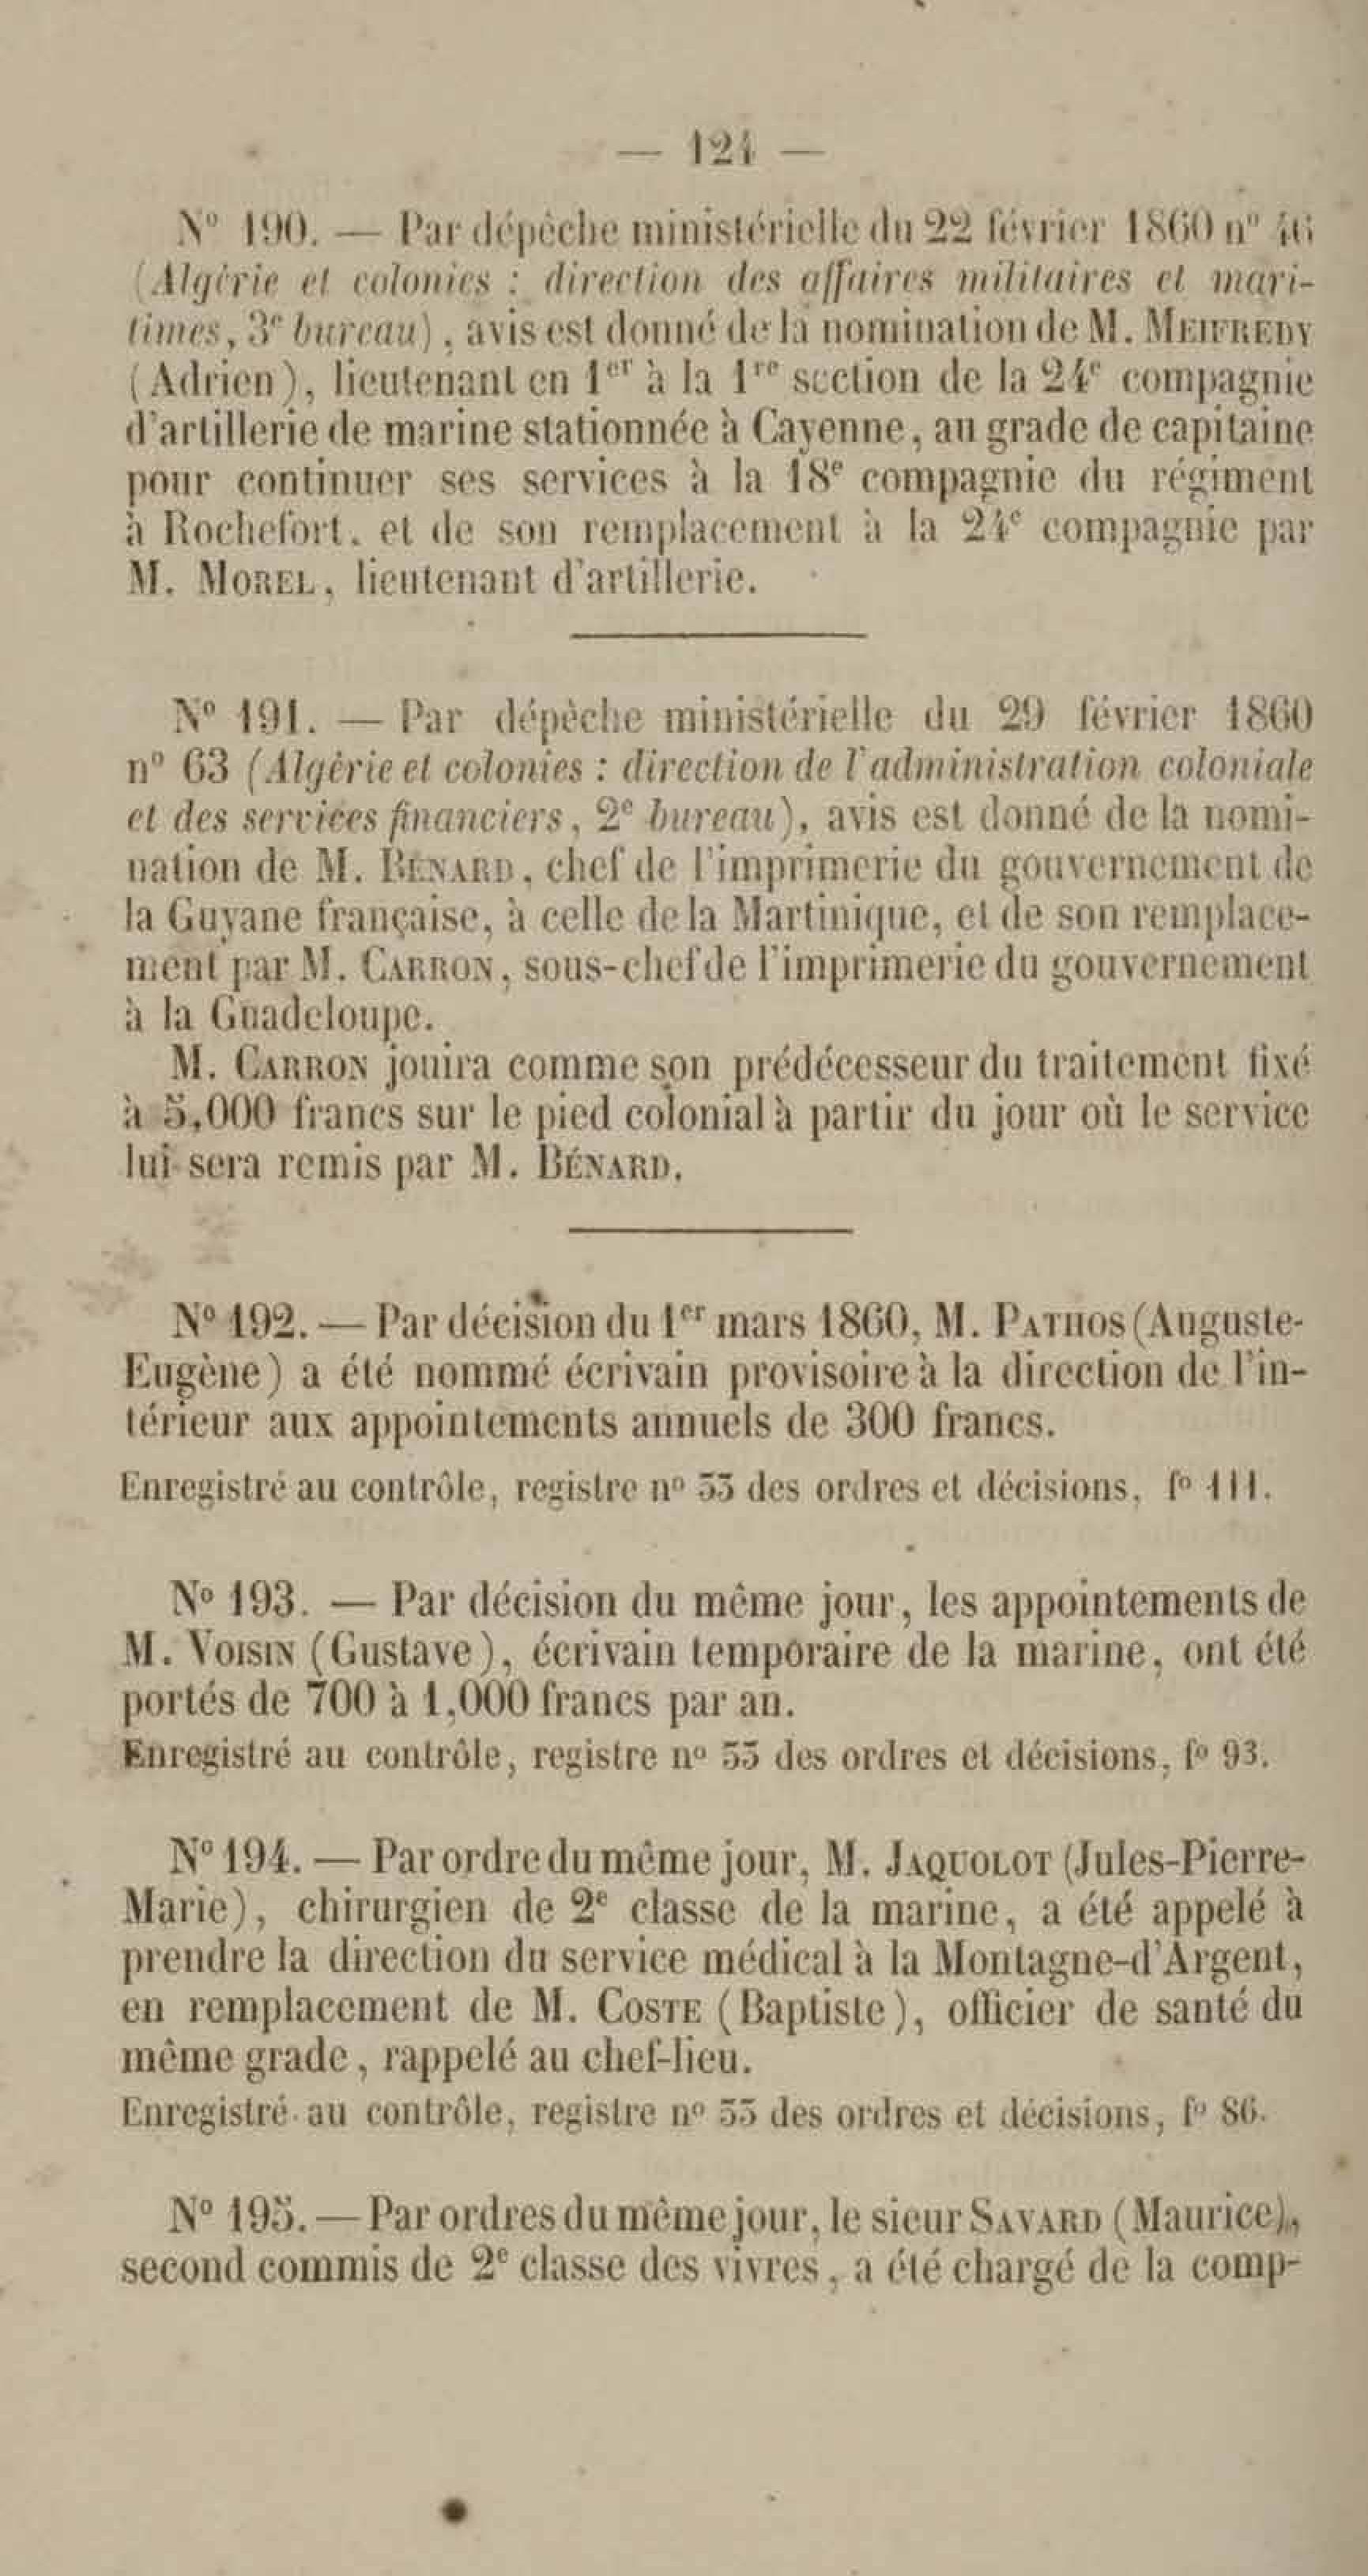 — 124 —
N° 190. — Par dépêche ministérielle du 22 février 1860 n° 46
(Algérie et colonies : direction des affaires militaires et mari-
times, 3e bureau), avis est donné de la nomination de M. MEIFREDY
(Adrien), lieutenant en 1er à la 1re section de la 24e compagnie
d'artillerie de marine stationnée à Cayenne, au grade de capitaine
pour continuer ses services à la 18e compagnie du régiment
à Rochefort, et de son remplacement à la 24e compagnie par
M. MOREL, lieutenant d'artillerie.
N° 191. — Par dépêche ministérielle du 29 février 1860
n° 63 (Algérie et colonies : direction de l'administration coloniale
et des services financiers, 2e bureau), avis est donné de la nomi-
nation de M. BÉNARD, chef de l'imprimerie du gouvernement de
la Guyane française, à celle de la Martinique, et de son remplace-
ment par M. CARRON, sous-chef de l'imprimerie du gouvernement
à la Guadeloupe.
M. CARRON jouira comme son prédécesseur du traitement fixé
à 5,000 francs sur le pied colonial à partir du jour où le service
lui sera remis par M. BÉNARD.
N° 192. — Par décision du 1er mars 1860, M. PATHOS (Auguste-
Eugène) a été nommé écrivain provisoire à la direction de l'in-
térieur aux appointements annuels de 300 francs.
Enregistré au contrôle, registre n° 55 des ordres et décisions, f° 111.
N° 193. — Par décision du même jour, les appointements de
M. VOISIN (Gustave), écrivain temporaire de la marine, ont été
portés de 700 à 1,000 francs par an.
Enregistré au contrôle, registre n° 55 des ordres et décisions, f° 93.
N° 194. — Par ordre du même jour, M. JAQUOLOT (Jules-Pierre-
Marie), chirurgien de 2e classe de la marine, a été appelé à
prendre la direction du service médical à la Montagne-d'Argent,
en remplacement de M. COSTE (Baptiste), officier de santé du
même grade, rappelé au chef-lieu.
Enregistré au contrôle, registre n° 55 des ordres et décisions, f° 86.
N° 195. — Par ordres du même jour, le sieur SAVARD (Maurice),
second commis de 2e classe des vivres, a été chargé de la comp-